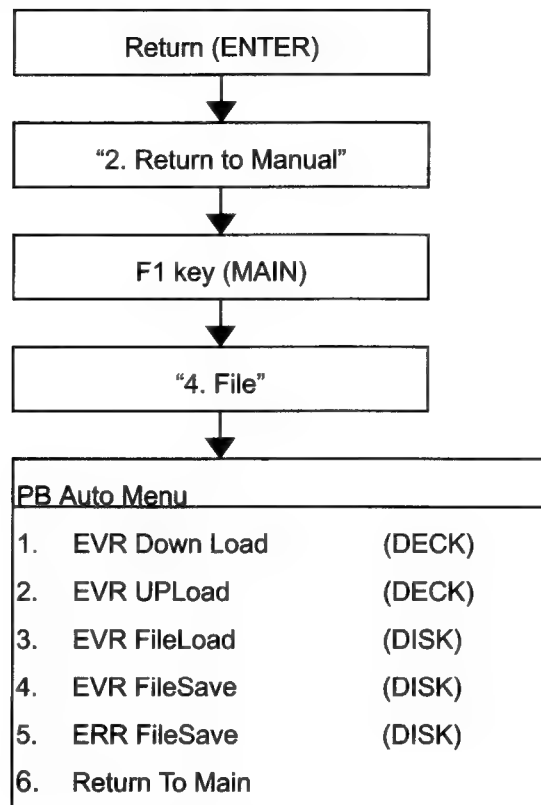 Return (ENTER)
“2. Return to Manual”
F1 key (MAIN)
“4. File”
PB Auto Menu
1. EVR Down Load (DECK)
2. EVR UPLoad (DECK)
3. EVR FileLoad (DISK)
4. EVR FileSave (DISK)
5. ERR FileSave (DISK)
6. Return To Main